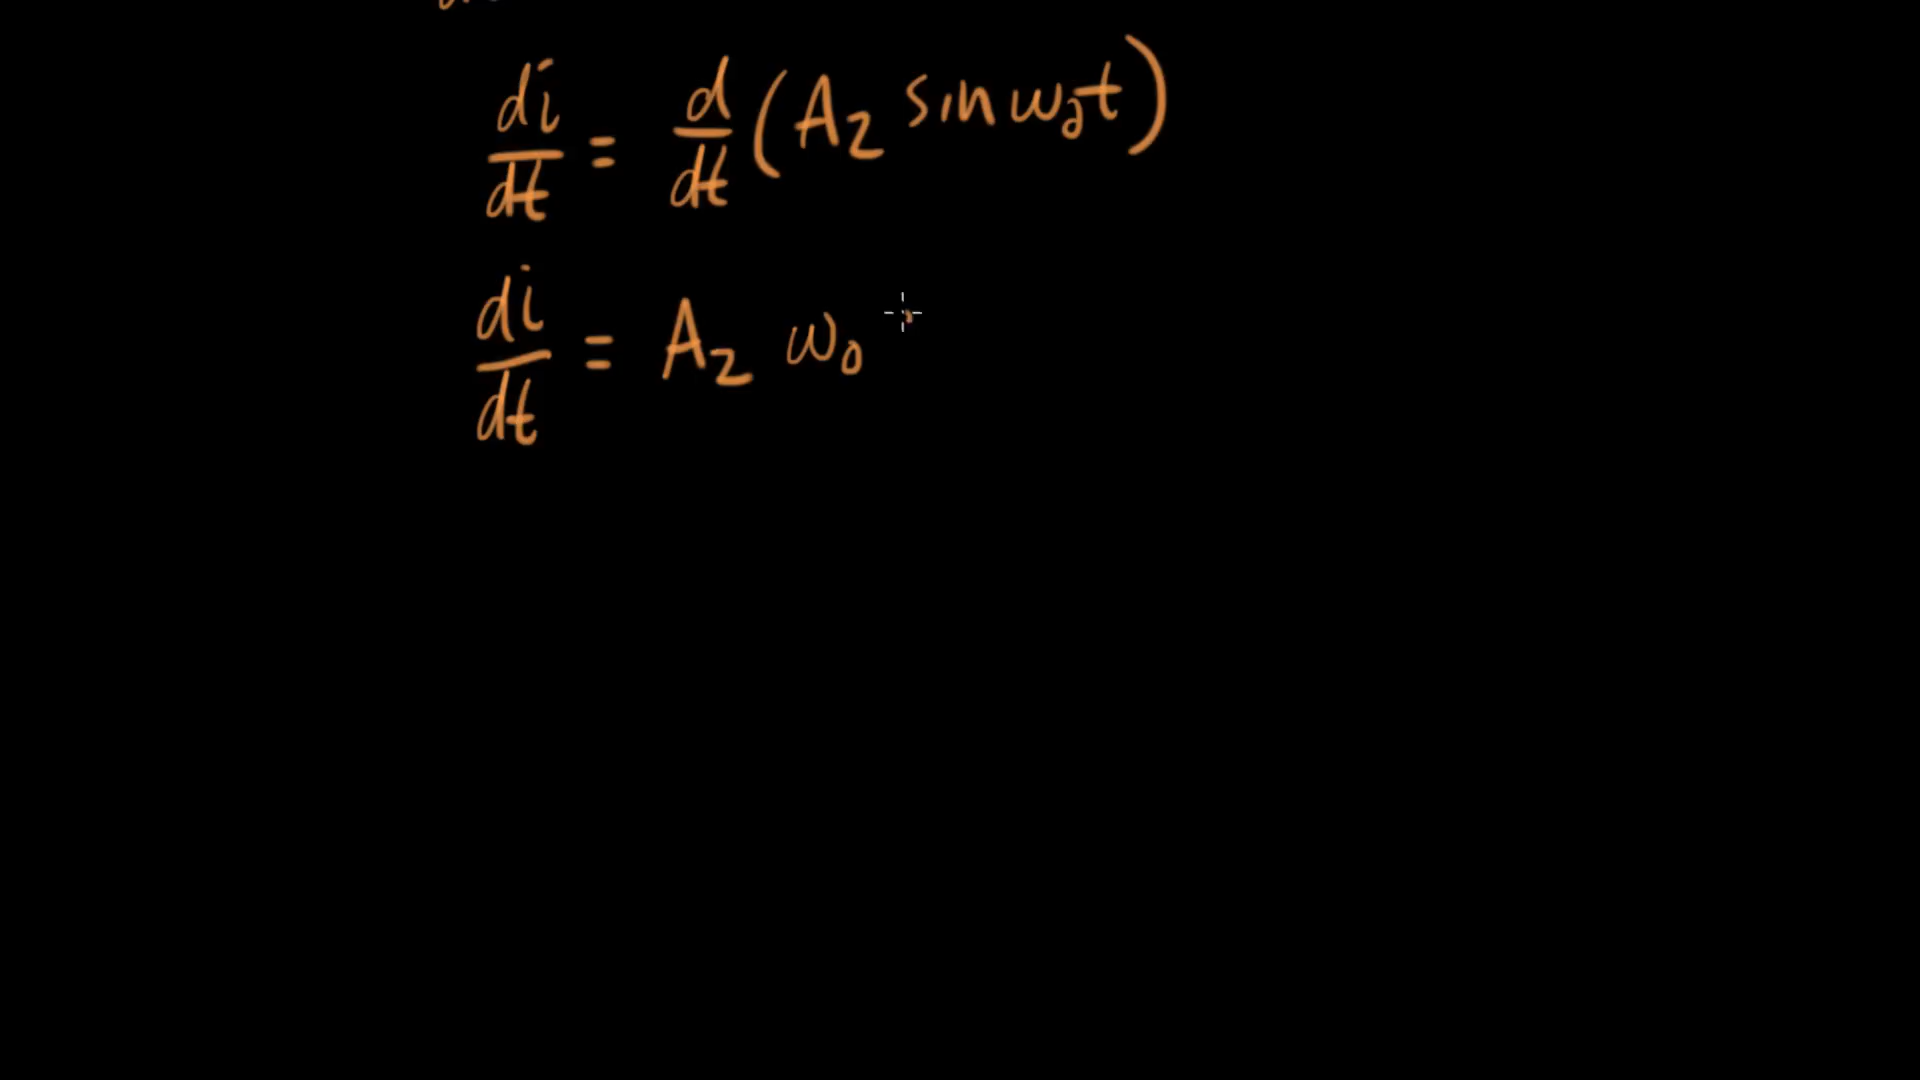 di/dt = d/dt (A₂ sin ω₀t)
di/dt = A₂ ω₀